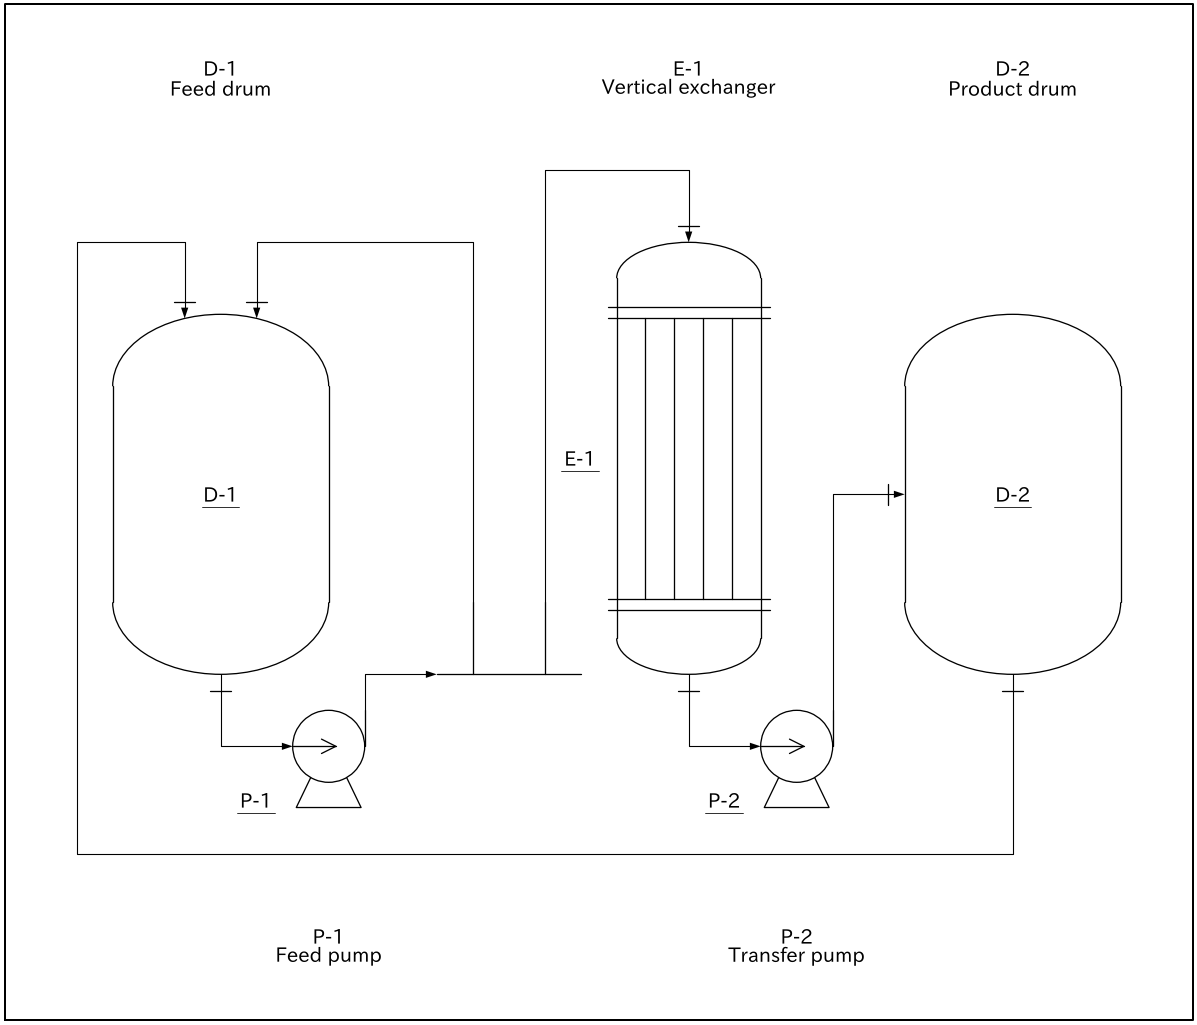 D-1
Feed drum
E-1
Vertical exchanger
D-2
Product drum
E-1
D-1
D-2
P-1
P-2
P-1
Feed pump
P-2
Transfer pump